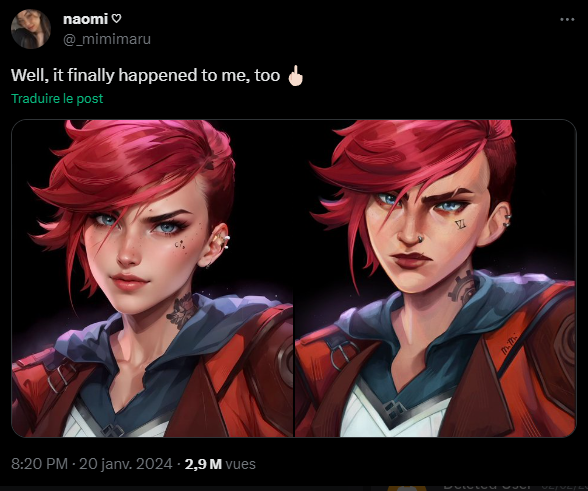 naomi ♡
@_mimimaru
Well, it finally happened to me, too 🖕🏻
Traduire le post
VI
8:20 PM · 20 janv. 2024 · 2,9 M vues